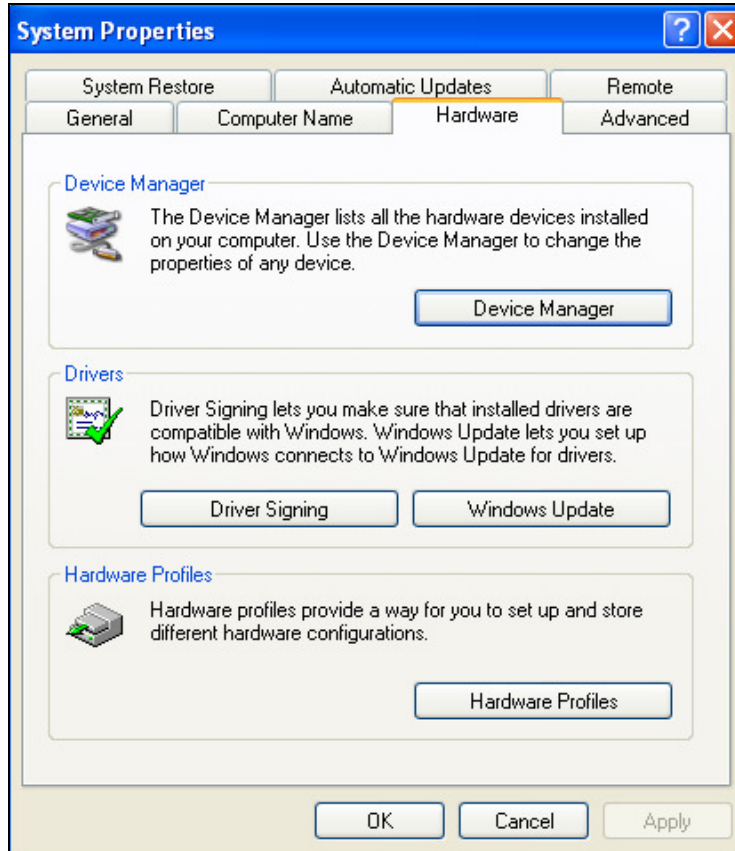 System Properties
System Restore
Automatic Updates
Remote
General
Computer Name
Hardware
Advanced
Device Manager
The Device Manager lists all the hardware devices installed
on your computer. Use the Device Manager to change the
properties of any device.
Device Manager
Drivers
Driver Signing lets you make sure that installed drivers are
compatible with Windows. Windows Update lets you set up
how Windows connects to Windows Update for drivers.
Driver Signing
Windows Update
Hardware Profiles
Hardware profiles provide a way for you to set up and store
different hardware configurations.
Hardware Profiles
OK
Cancel
Apply